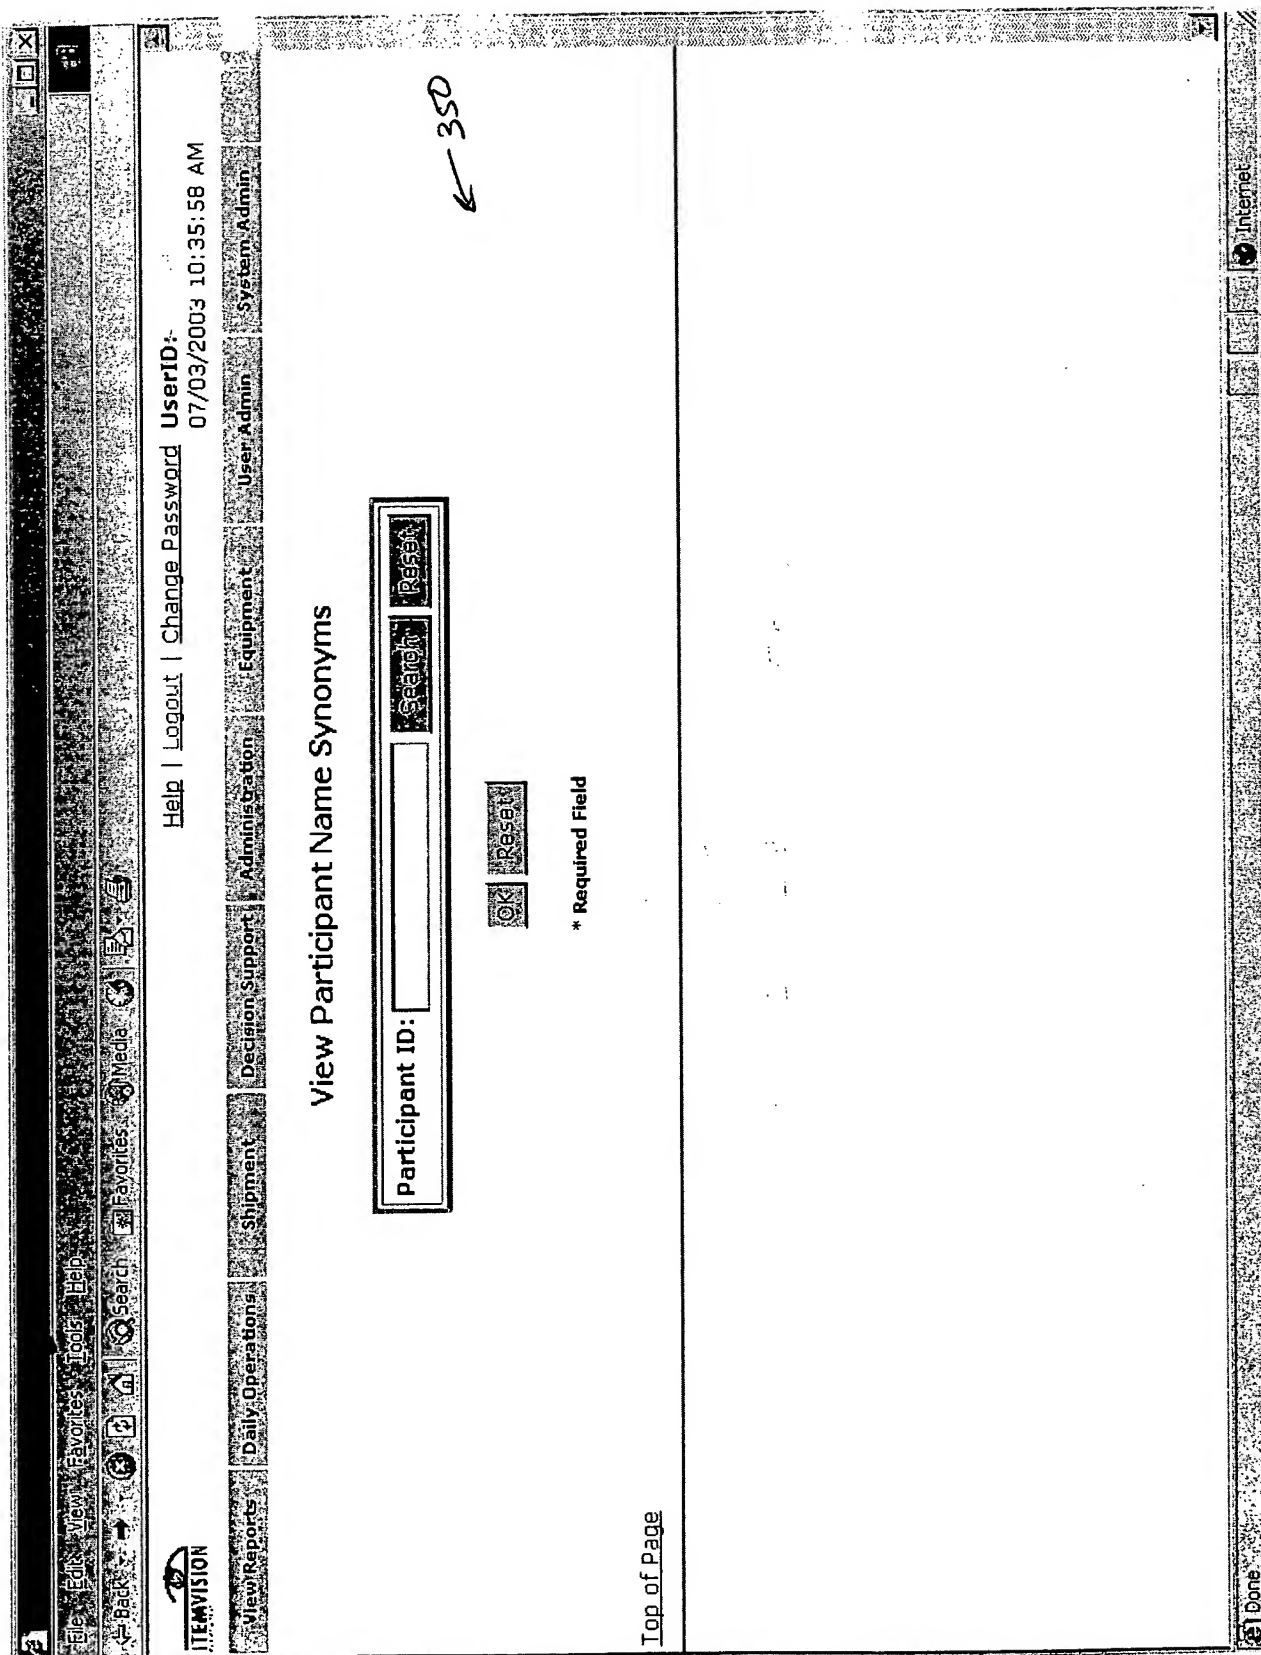 File Edit View Favorites Tools Help
Back Search Favorites Media
ITEMVISION
Help | Logout | Change Password UserID:
07/03/2003 10:35:58 AM
View Reports Daily Operations Shipment Decision Support Administration Equipment User Admin System Admin
View Participant Name Synonyms
350
Participant ID: Search Reset
OK Reset
* Required Field
Top of Page
Done Internet